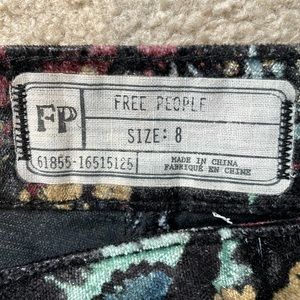 FP
FREE PEOPLE
SIZE: 8
61855-16515125
MADE IN CHINA
FABRIQUÉ EN CHINE